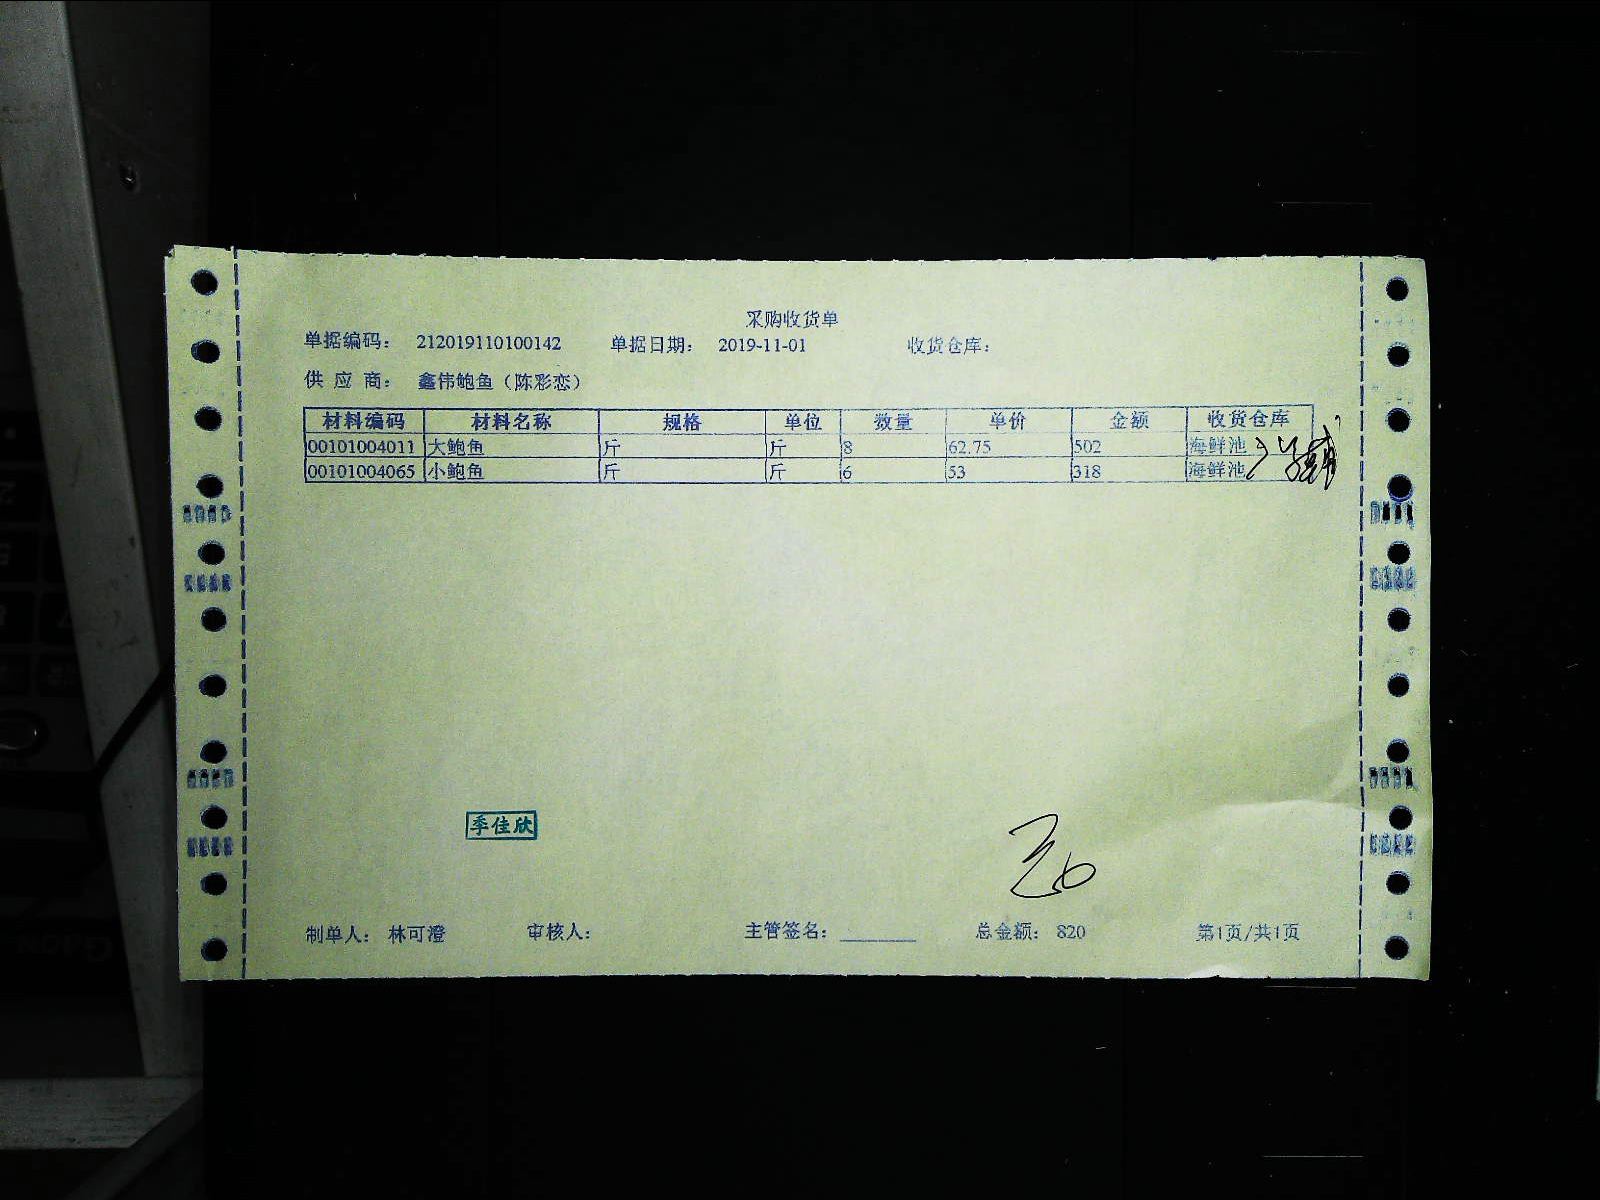 采购收货单
单据编码： 212019110100142 单据日期： 2019-11-01 收货仓库：
供 应 商： 鑫伟鲍鱼（陈彩恋）
材料编码 材料名称 规格 单位 数量 单价 金额 收货仓库
00101004011 大鲍鱼 斤 斤 8 62.75 502 海鲜池
00101004065 小鲍鱼 斤 斤 6 53 318 海鲜池
季佳欣
制单人： 林可澄 审核人： 主管签名： 总金额： 820 第1页/共1页